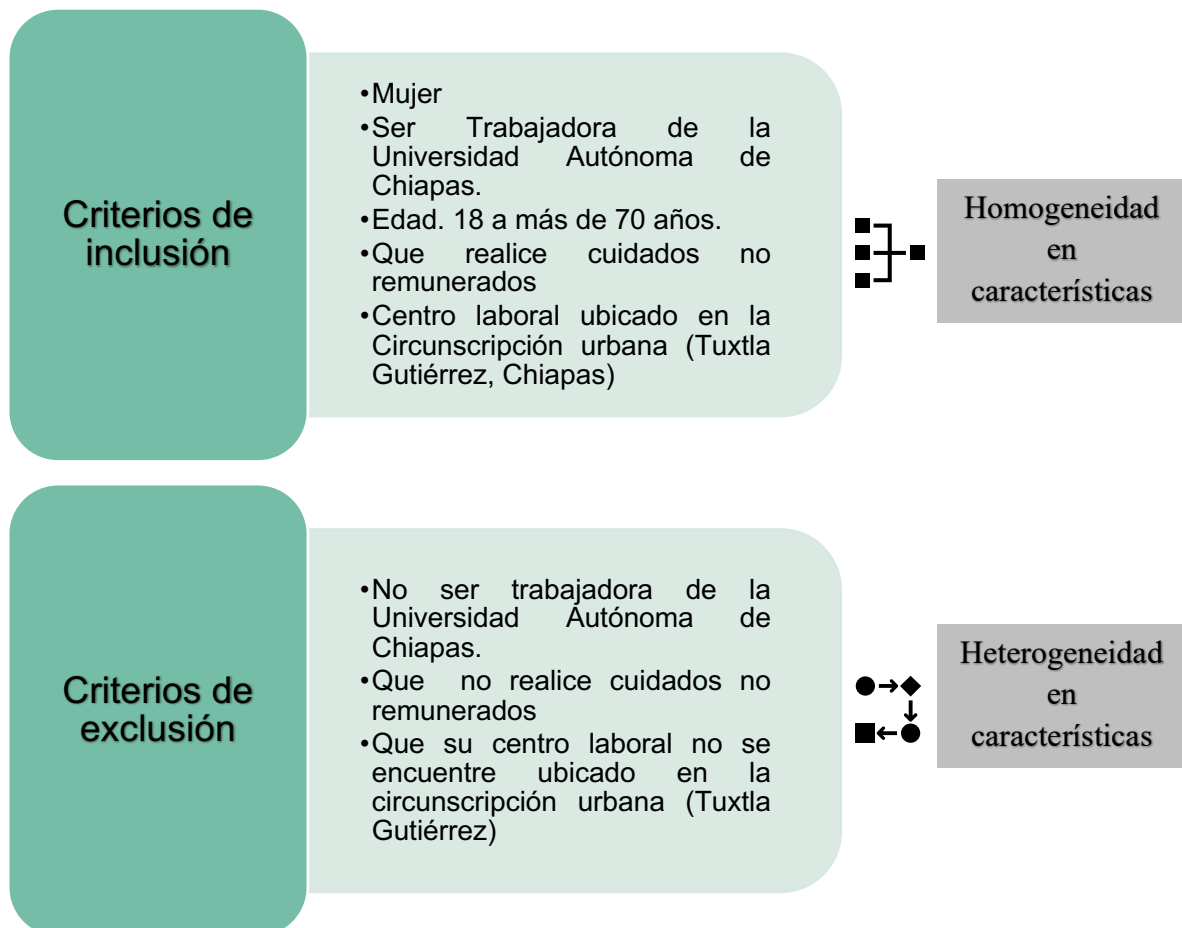 Criterios de
inclusión
•Mujer
•Ser Trabajadora de la
Universidad Autónoma de
Chiapas.
•Edad. 18 a más de 70 años.
•Que realice cuidados no
remunerados
•Centro laboral ubicado en la
Circunscripción urbana (Tuxtla
Gutiérrez, Chiapas)
Homogeneidad
en
características
Criterios de
exclusión
•No ser trabajadora de la
Universidad Autónoma de
Chiapas.
•Que no realice cuidados no
remunerados
•Que su centro laboral no se
encuentre ubicado en la
circunscripción urbana (Tuxtla
Gutiérrez)
Heterogeneidad
en
características